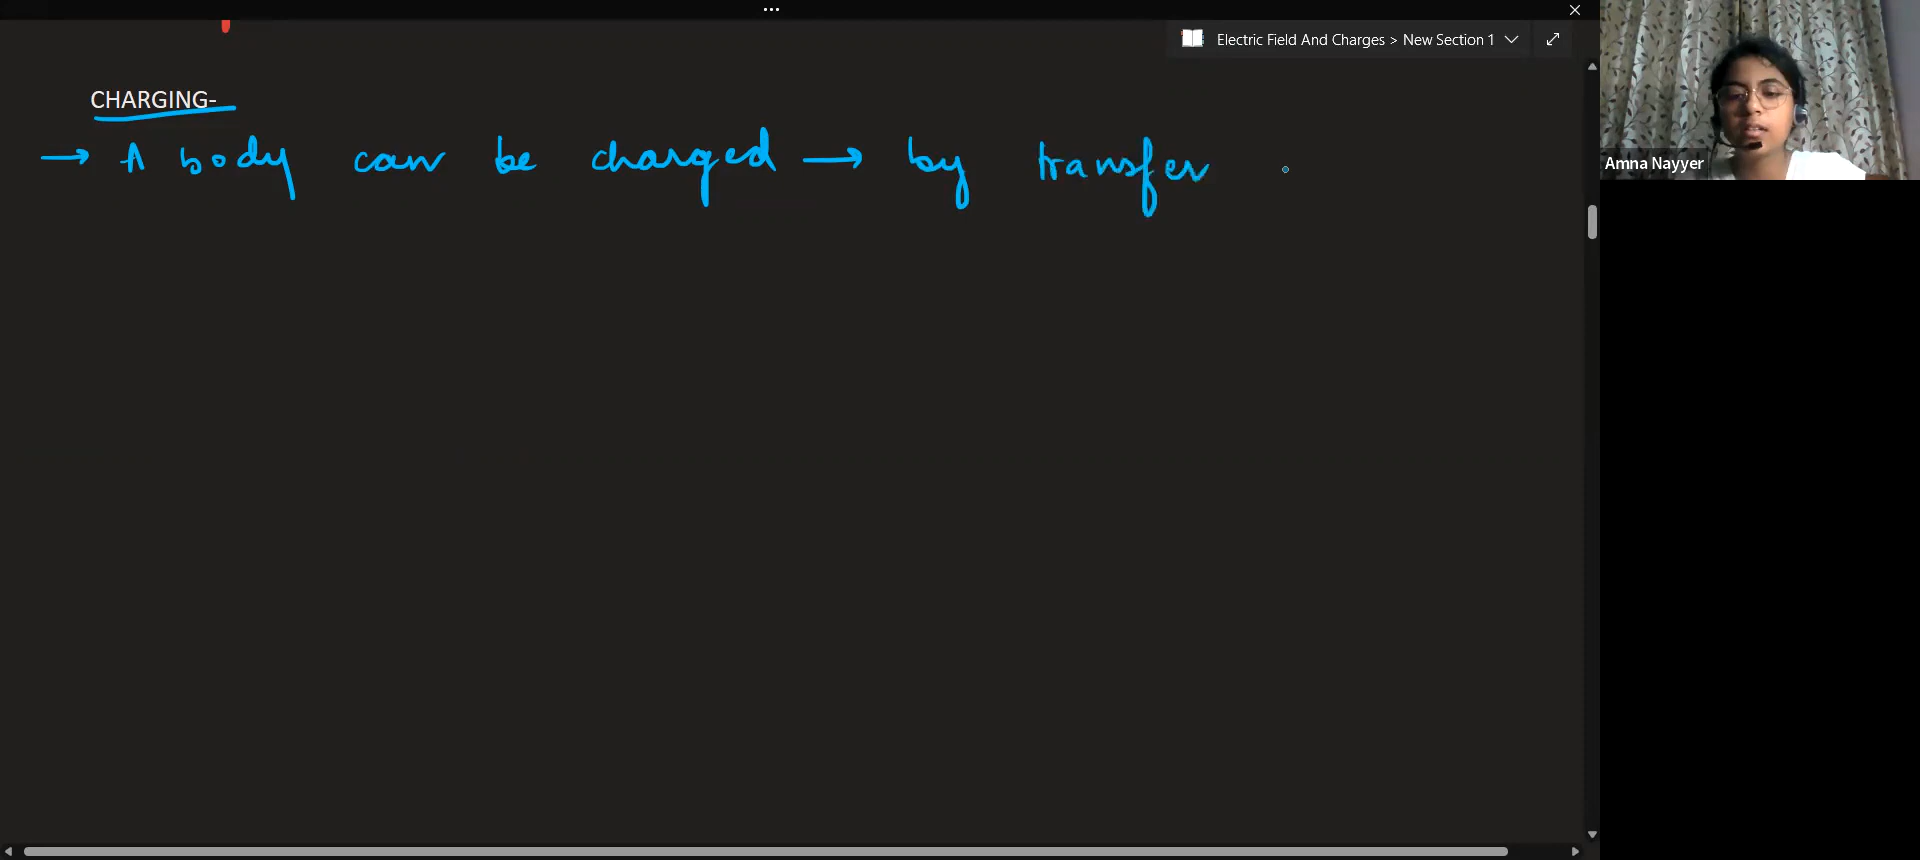 Electric Field And Charges > New Section 1
CHARGING-
→ A body can be charged → by transfer
Amna Nayyer